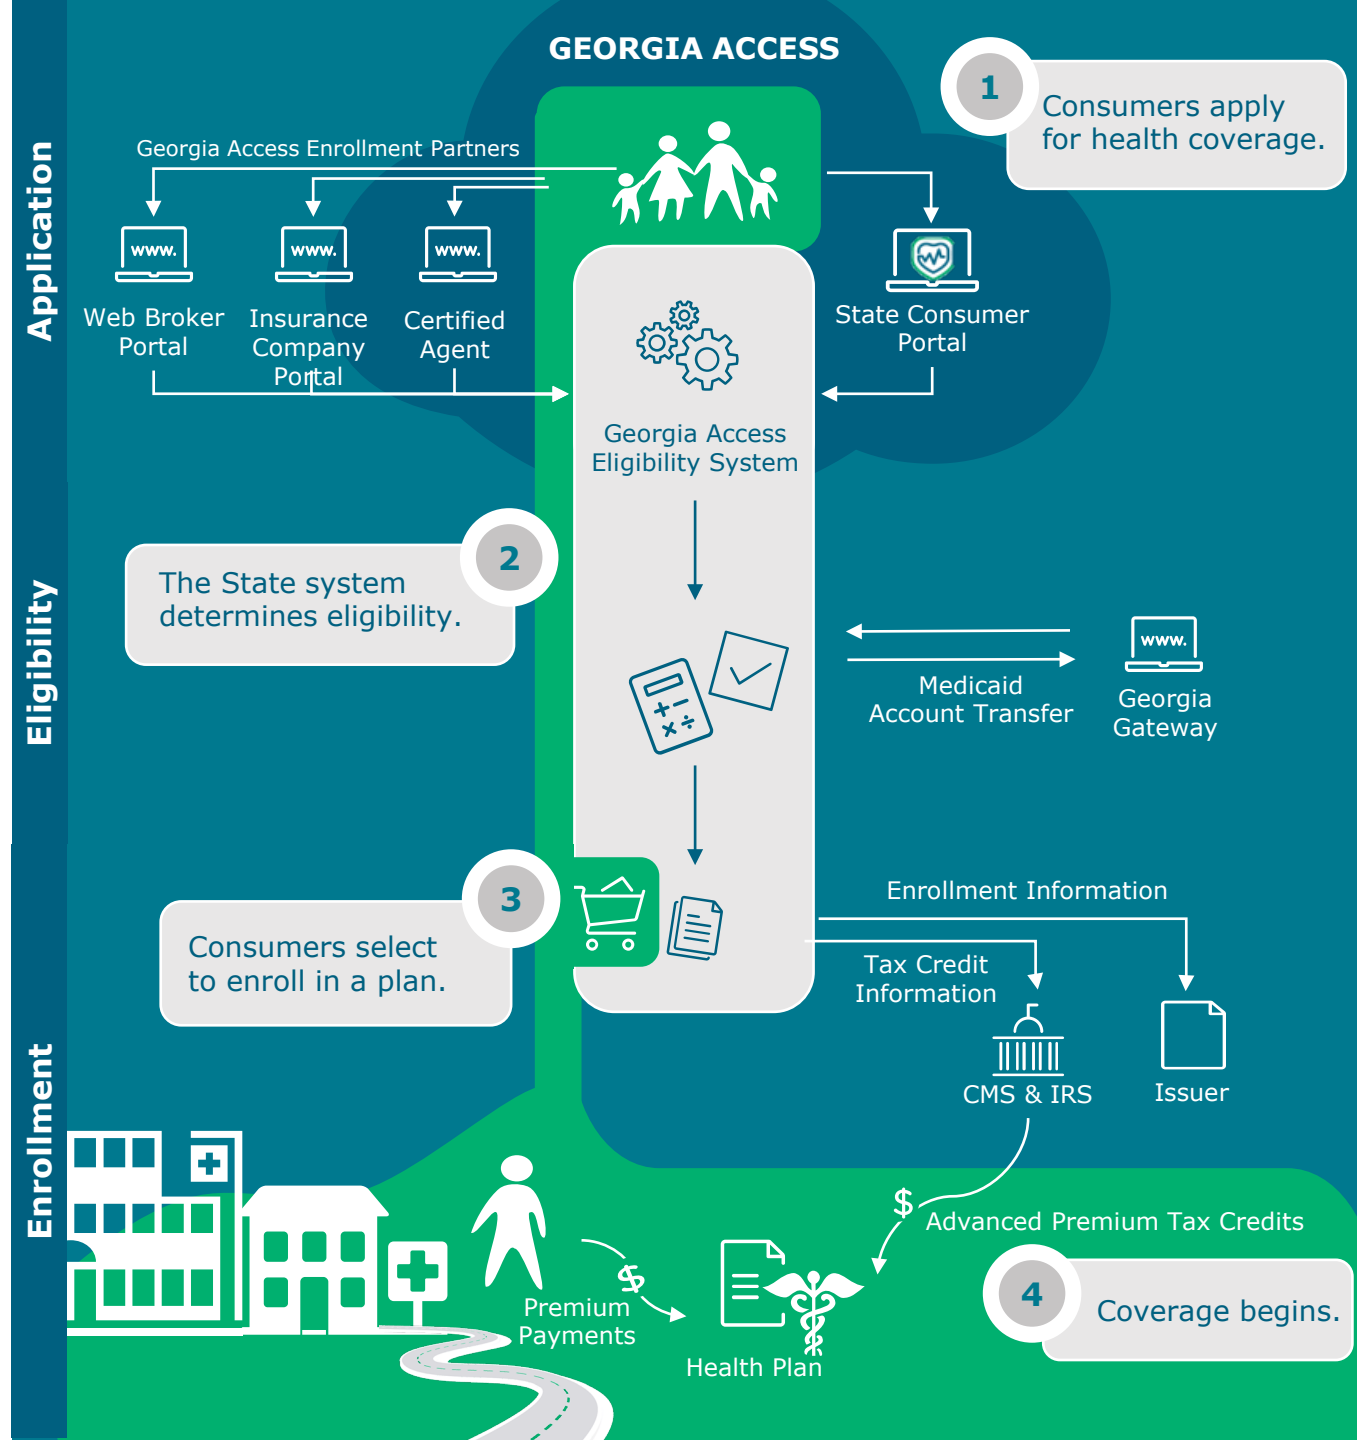 GEORGIA ACCESS
1
Consumers apply
for health coverage.
Application
Georgia Access Enrollment Partners
www.
www.
www.
Web Broker
Portal
Insurance
Company
Portal
Certified
Agent
State Consumer
Portal
Georgia Access
Eligibility System
Eligibility
2
The State system
determines eligibility.
www.
Medicaid
Account Transfer
Georgia
Gateway
Enrollment
3
Consumers select
to enroll in a plan.
Enrollment Information
Tax Credit
Information
CMS & IRS
Issuer
$
Advanced Premium Tax Credits
$
Premium
Payments
Health Plan
4
Coverage begins.